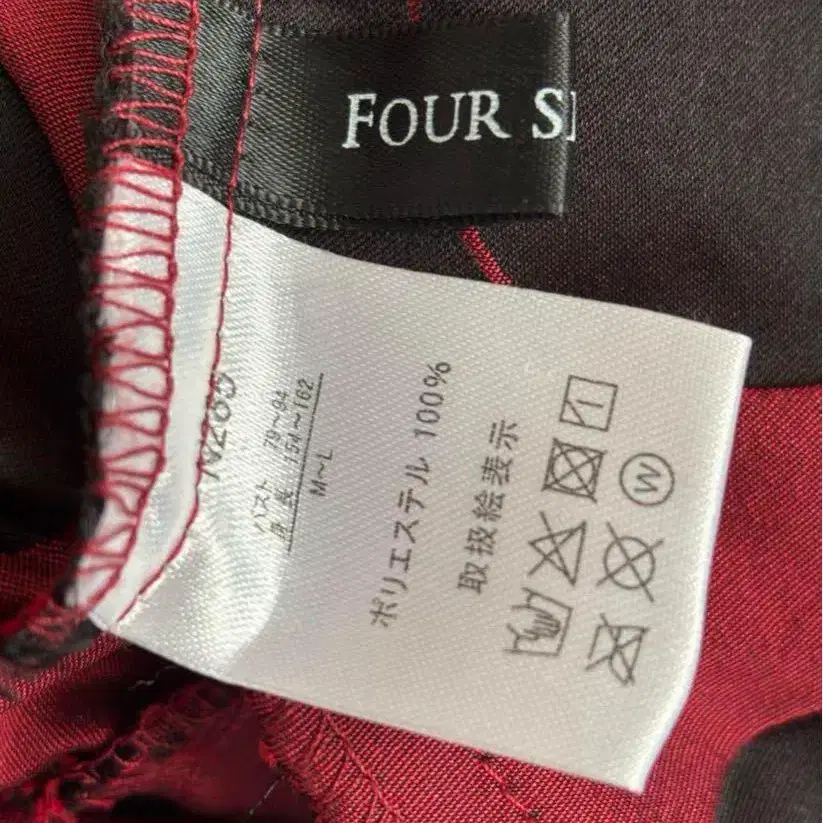 FOUR S
N265
バスト 79~94
身長 154~162
M~L
ポリエステル 100%
取扱絵表示
W